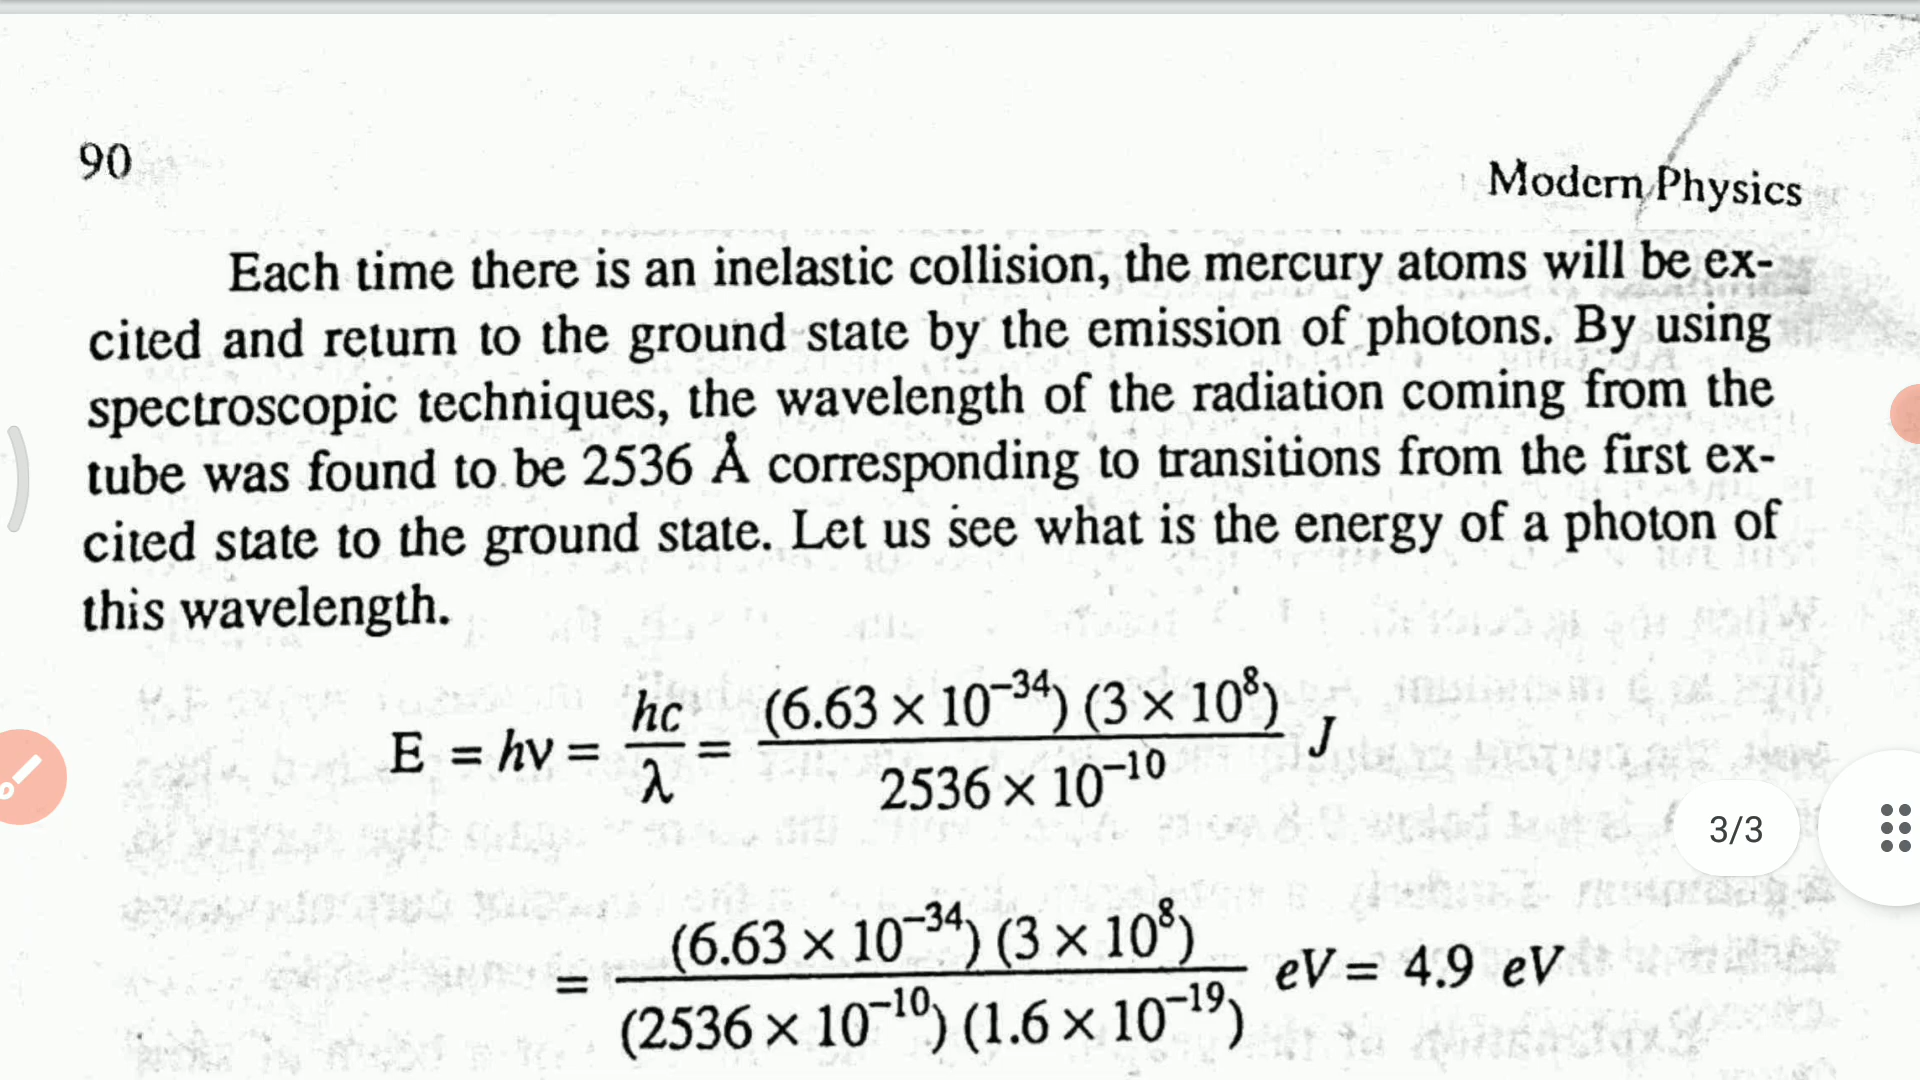 90
Modern Physics
Each time there is an inelastic collision, the mercury atoms will be ex-
cited and return to the ground state by the emission of photons. By using
spectroscopic techniques, the wavelength of the radiation coming from the
tube was found to be 2536 Å corresponding to transitions from the first ex-
cited state to the ground state. Let us see what is the energy of a photon of
this wavelength.
E = hν = hc/λ = (6.63 × 10⁻³⁴) (3 × 10⁸) / 2536 × 10⁻¹⁰ J
3/3
= (6.63 × 10⁻³⁴) (3 × 10⁸) / (2536 × 10⁻¹⁰) (1.6 × 10⁻¹⁹) eV = 4.9 eV